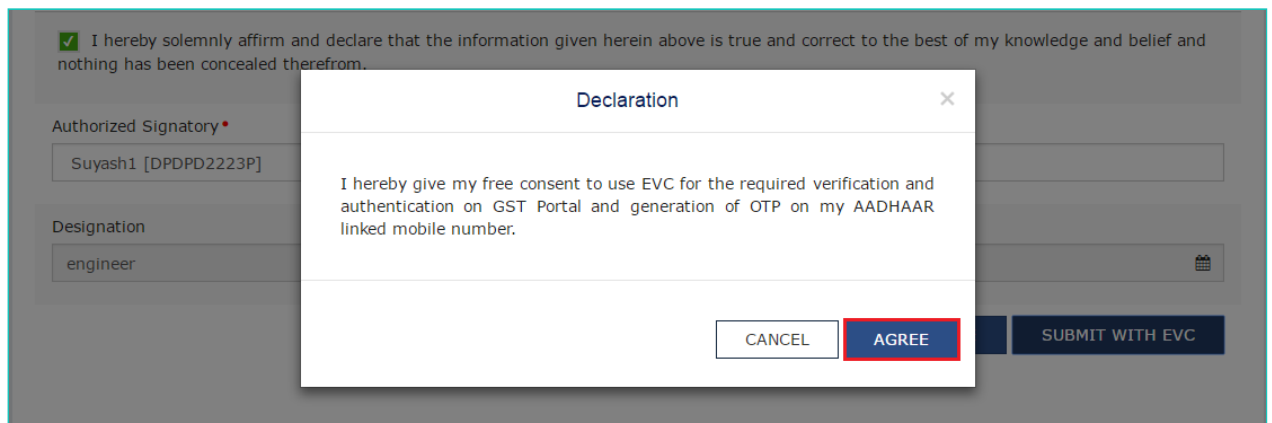 I hereby solemnly affirm and declare that the information given herein above is true and correct to the best of my knowledge and belief and
nothing has been concealed therefrom.
Declaration
×
Authorized Signatory•
Suyash1 [DPDPD2223P]
I hereby give my free consent to use EVC for the required verification and
authentication on GST Portal and generation of OTP on my AADHAAR
linked mobile number.
Designation
engineer
CANCEL
AGREE
SUBMIT WITH EVC